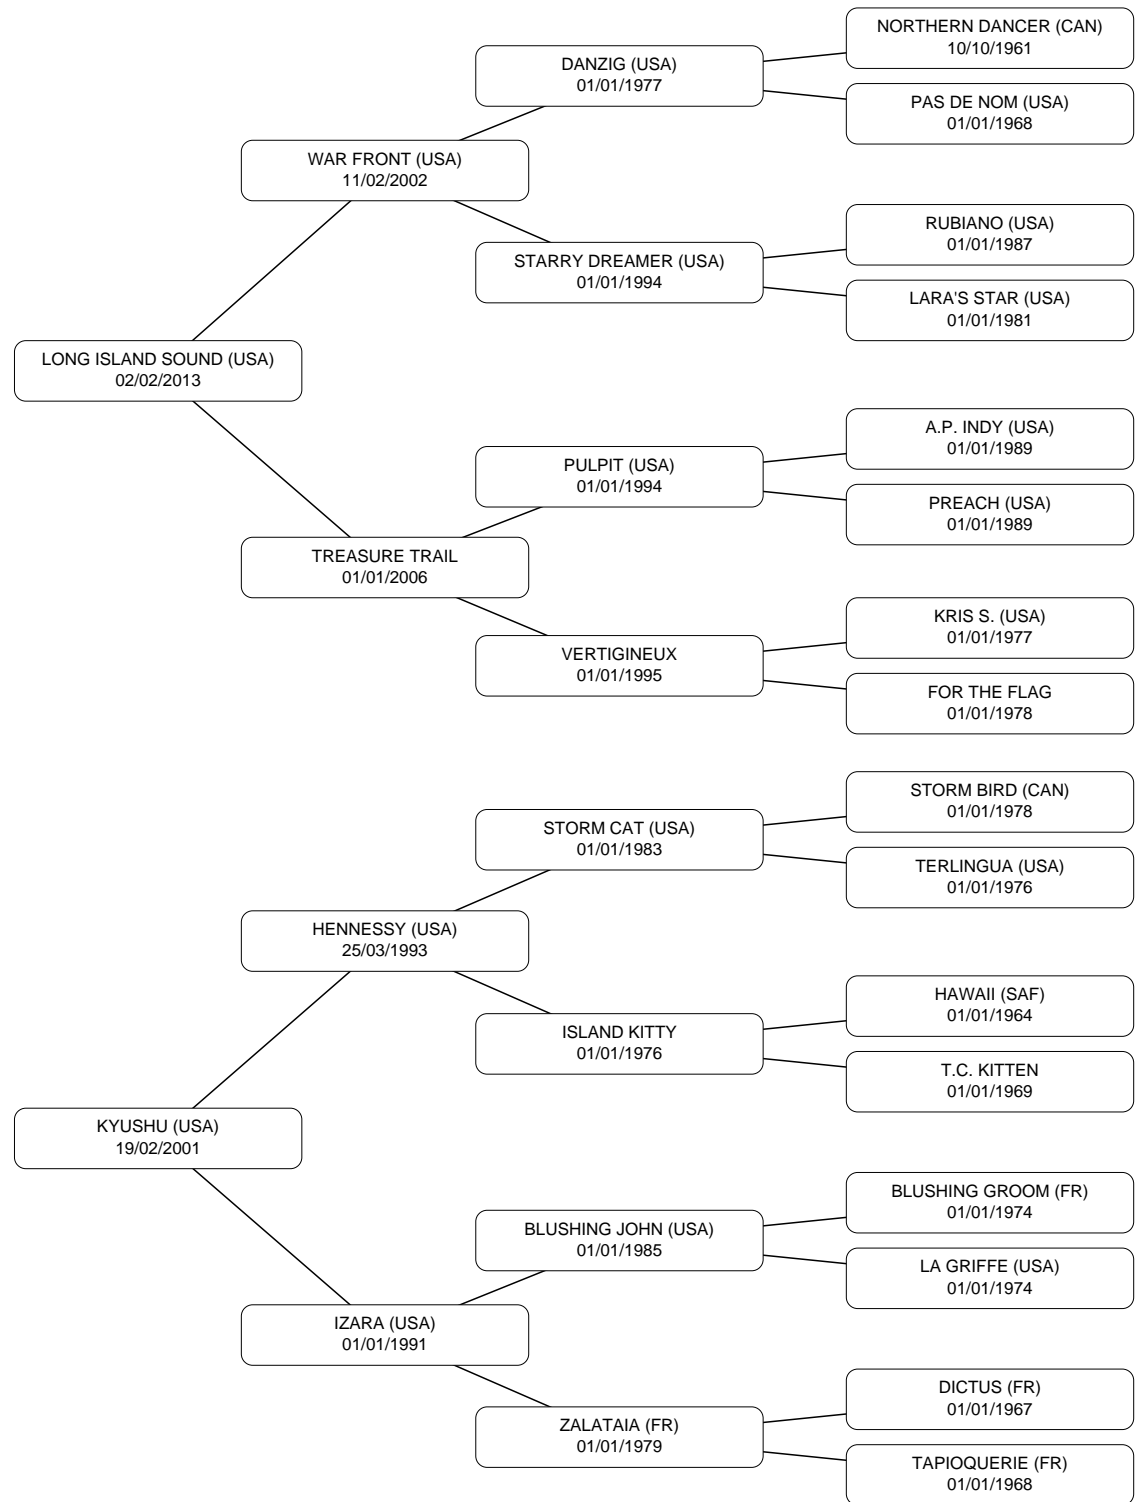 NORTHERN DANCER (CAN)
10/10/1961
DANZIG (USA)
01/01/1977
PAS DE NOM (USA)
01/01/1968
WAR FRONT (USA)
11/02/2002
RUBIANO (USA)
01/01/1987
STARRY DREAMER (USA)
01/01/1994
LARA'S STAR (USA)
01/01/1981
LONG ISLAND SOUND (USA)
02/02/2013
A.P. INDY (USA)
01/01/1989
PULPIT (USA)
01/01/1994
PREACH (USA)
01/01/1989
TREASURE TRAIL
01/01/2006
KRIS S. (USA)
01/01/1977
VERTIGINEUX
01/01/1995
FOR THE FLAG
01/01/1978
STORM BIRD (CAN)
01/01/1978
STORM CAT (USA)
01/01/1983
TERLINGUA (USA)
01/01/1976
HENNESSY (USA)
25/03/1993
HAWAII (SAF)
01/01/1964
ISLAND KITTY
01/01/1976
T.C. KITTEN
01/01/1969
KYUSHU (USA)
19/02/2001
BLUSHING GROOM (FR)
01/01/1974
BLUSHING JOHN (USA)
01/01/1985
LA GRIFFE (USA)
01/01/1974
IZARA (USA)
01/01/1991
DICTUS (FR)
01/01/1967
ZALATAIA (FR)
01/01/1979
TAPIOQUERIE (FR)
01/01/1968